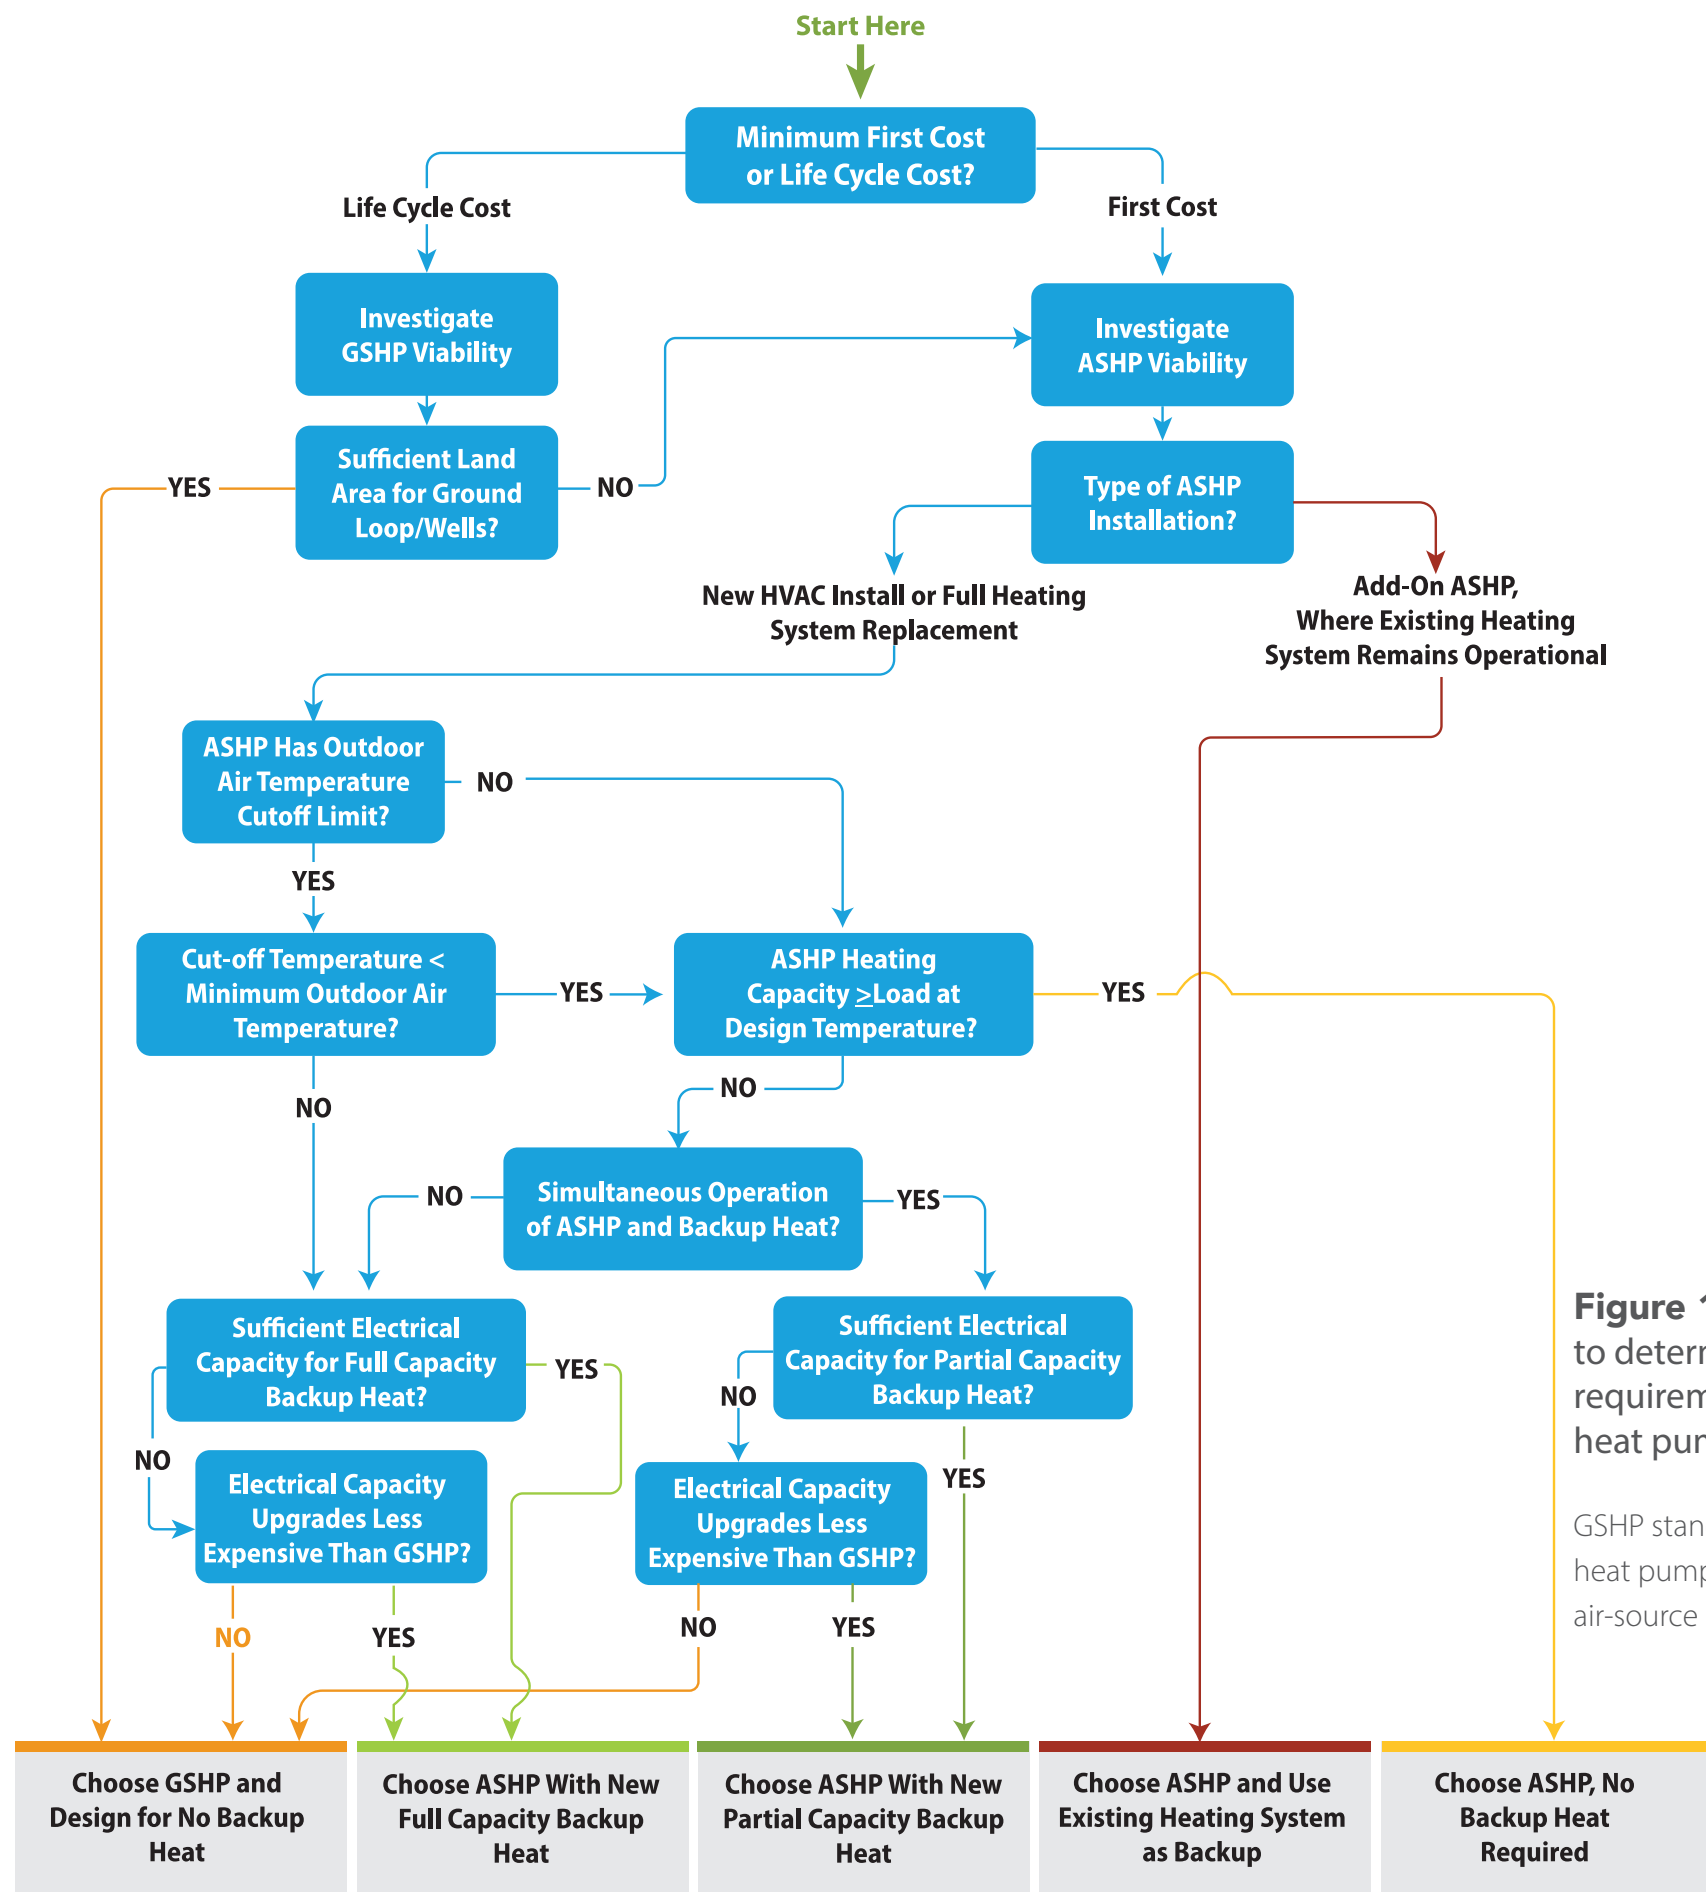 Start Here
Minimum First Cost
or Life Cycle Cost?
Life Cycle Cost
First Cost
Investigate
GSHP Viability
Investigate
ASHP Viability
Sufficient Land
Area for Ground
Loop/Wells?
YES
NO
Type of ASHP
Installation?
New HVAC Install or Full Heating
System Replacement
Add-On ASHP,
Where Existing Heating
System Remains Operational
ASHP Has Outdoor
Air Temperature
Cutoff Limit?
NO
YES
Cut-off Temperature <
Minimum Outdoor Air
Temperature?
YES
ASHP Heating
Capacity ≥Load at
Design Temperature?
YES
NO
NO
Simultaneous Operation
of ASHP and Backup Heat?
NO
YES
Sufficient Electrical
Capacity for Full Capacity
Backup Heat?
YES
NO
Sufficient Electrical
Capacity for Partial Capacity
Backup Heat?
NO
YES
Electrical Capacity
Upgrades Less
Expensive Than GSHP?
NO
YES
Electrical Capacity
Upgrades Less
Expensive Than GSHP?
NO
YES
Figure
to
requirem
heat
GSHP
heat
air-source
Choose GSHP and
Design for No Backup
Heat
Choose ASHP With New
Full Capacity Backup
Heat
Choose ASHP With New
Partial Capacity Backup
Heat
Choose ASHP and Use
Existing Heating System
as Backup
Choose ASHP, No
Backup Heat
Required